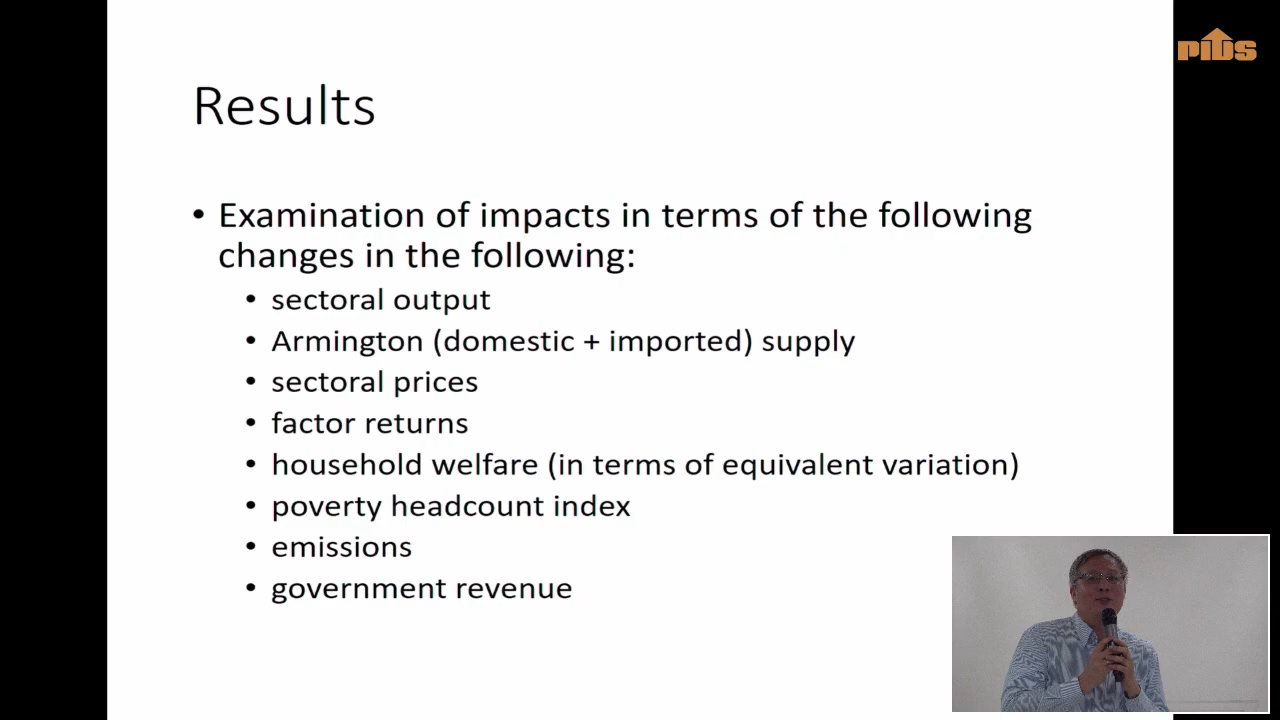 PIDS
Results
• Examination of impacts in terms of the following
changes in the following:
• sectoral output
• Armington (domestic + imported) supply
• sectoral prices
• factor returns
• household welfare (in terms of equivalent variation)
• poverty headcount index
• emissions
• government revenue